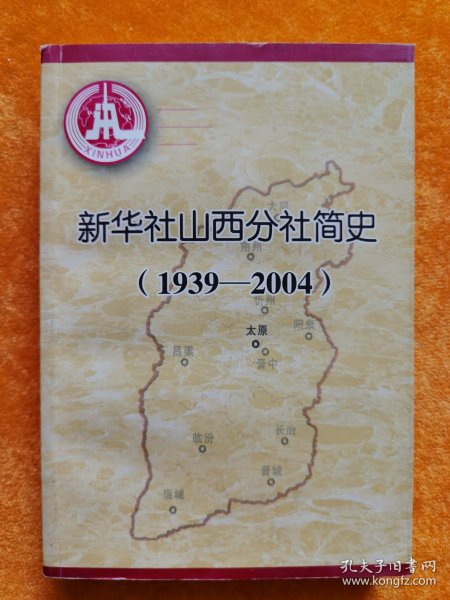 XINHUA
新华社山西分社简史
（1939—2004）
大同
朔州
忻州
太原
阳泉
吕梁
晋中
临汾
长治
晋城
运城
孔夫子旧书网
www.kongfz.com